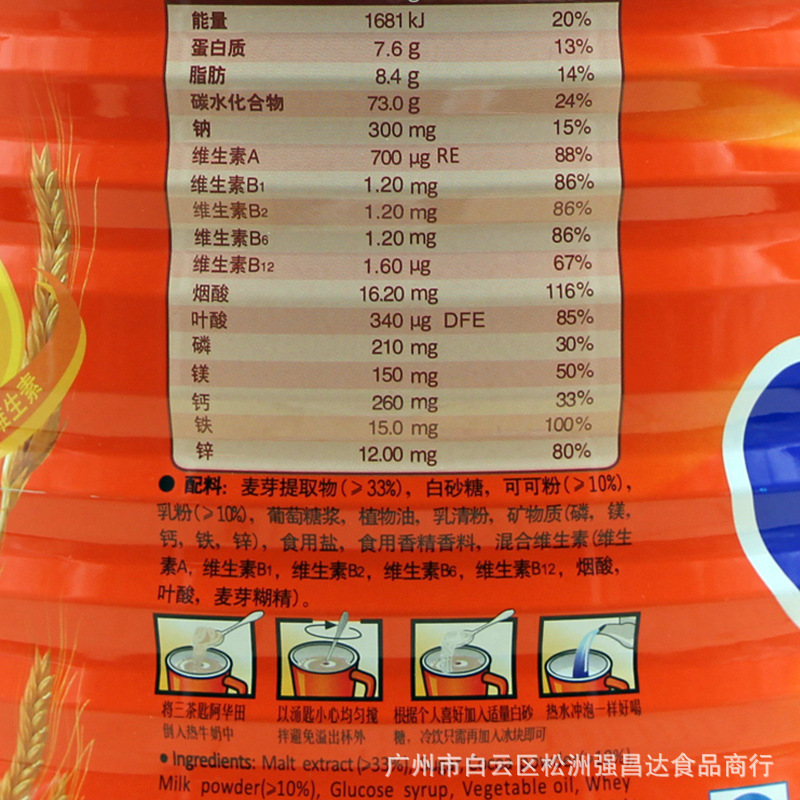 能量 1681 kJ 20%
蛋白质 7.6 g 13%
脂肪 8.4 g 14%
碳水化合物 73.0 g 24%
钠 300 mg 15%
维生素A 700 µg RE 88%
维生素B1 1.20 mg 86%
维生素B2 1.20 mg 86%
维生素B6 1.20 mg 86%
维生素B12 1.60 µg 67%
烟酸 16.20 mg 116%
叶酸 340 µg DFE 85%
磷 210 mg 30%
镁 150 mg 50%
钙 260 mg 33%
铁 15.0 mg 100%
锌 12.00 mg 80%
维生素
● 配料: 麦芽提取物(≥33%), 白砂糖, 可可粉(≥10%),
乳粉(≥10%), 葡萄糖浆, 植物油, 乳清粉, 矿物质(磷, 镁,
钙, 铁, 锌), 食用盐, 食用香精香料, 混合维生素(维生
素A, 维生素B1, 维生素B2, 维生素B6, 维生素B12, 烟酸,
叶酸, 麦芽糊精)。
将三茶匙阿华田
倒入热牛奶中
以汤匙小心均匀搅
拌避免溢出杯外
根据个人喜好加入适量白砂
糖, 冷饮只需再加入冰块即可
热水冲泡一样好喝
● Ingredients: Malt extract(≥33%),
广州市白云区松洲强昌达食品商行
Milk powder(≥10%), Glucose syrup, Vegetable oil, Whey